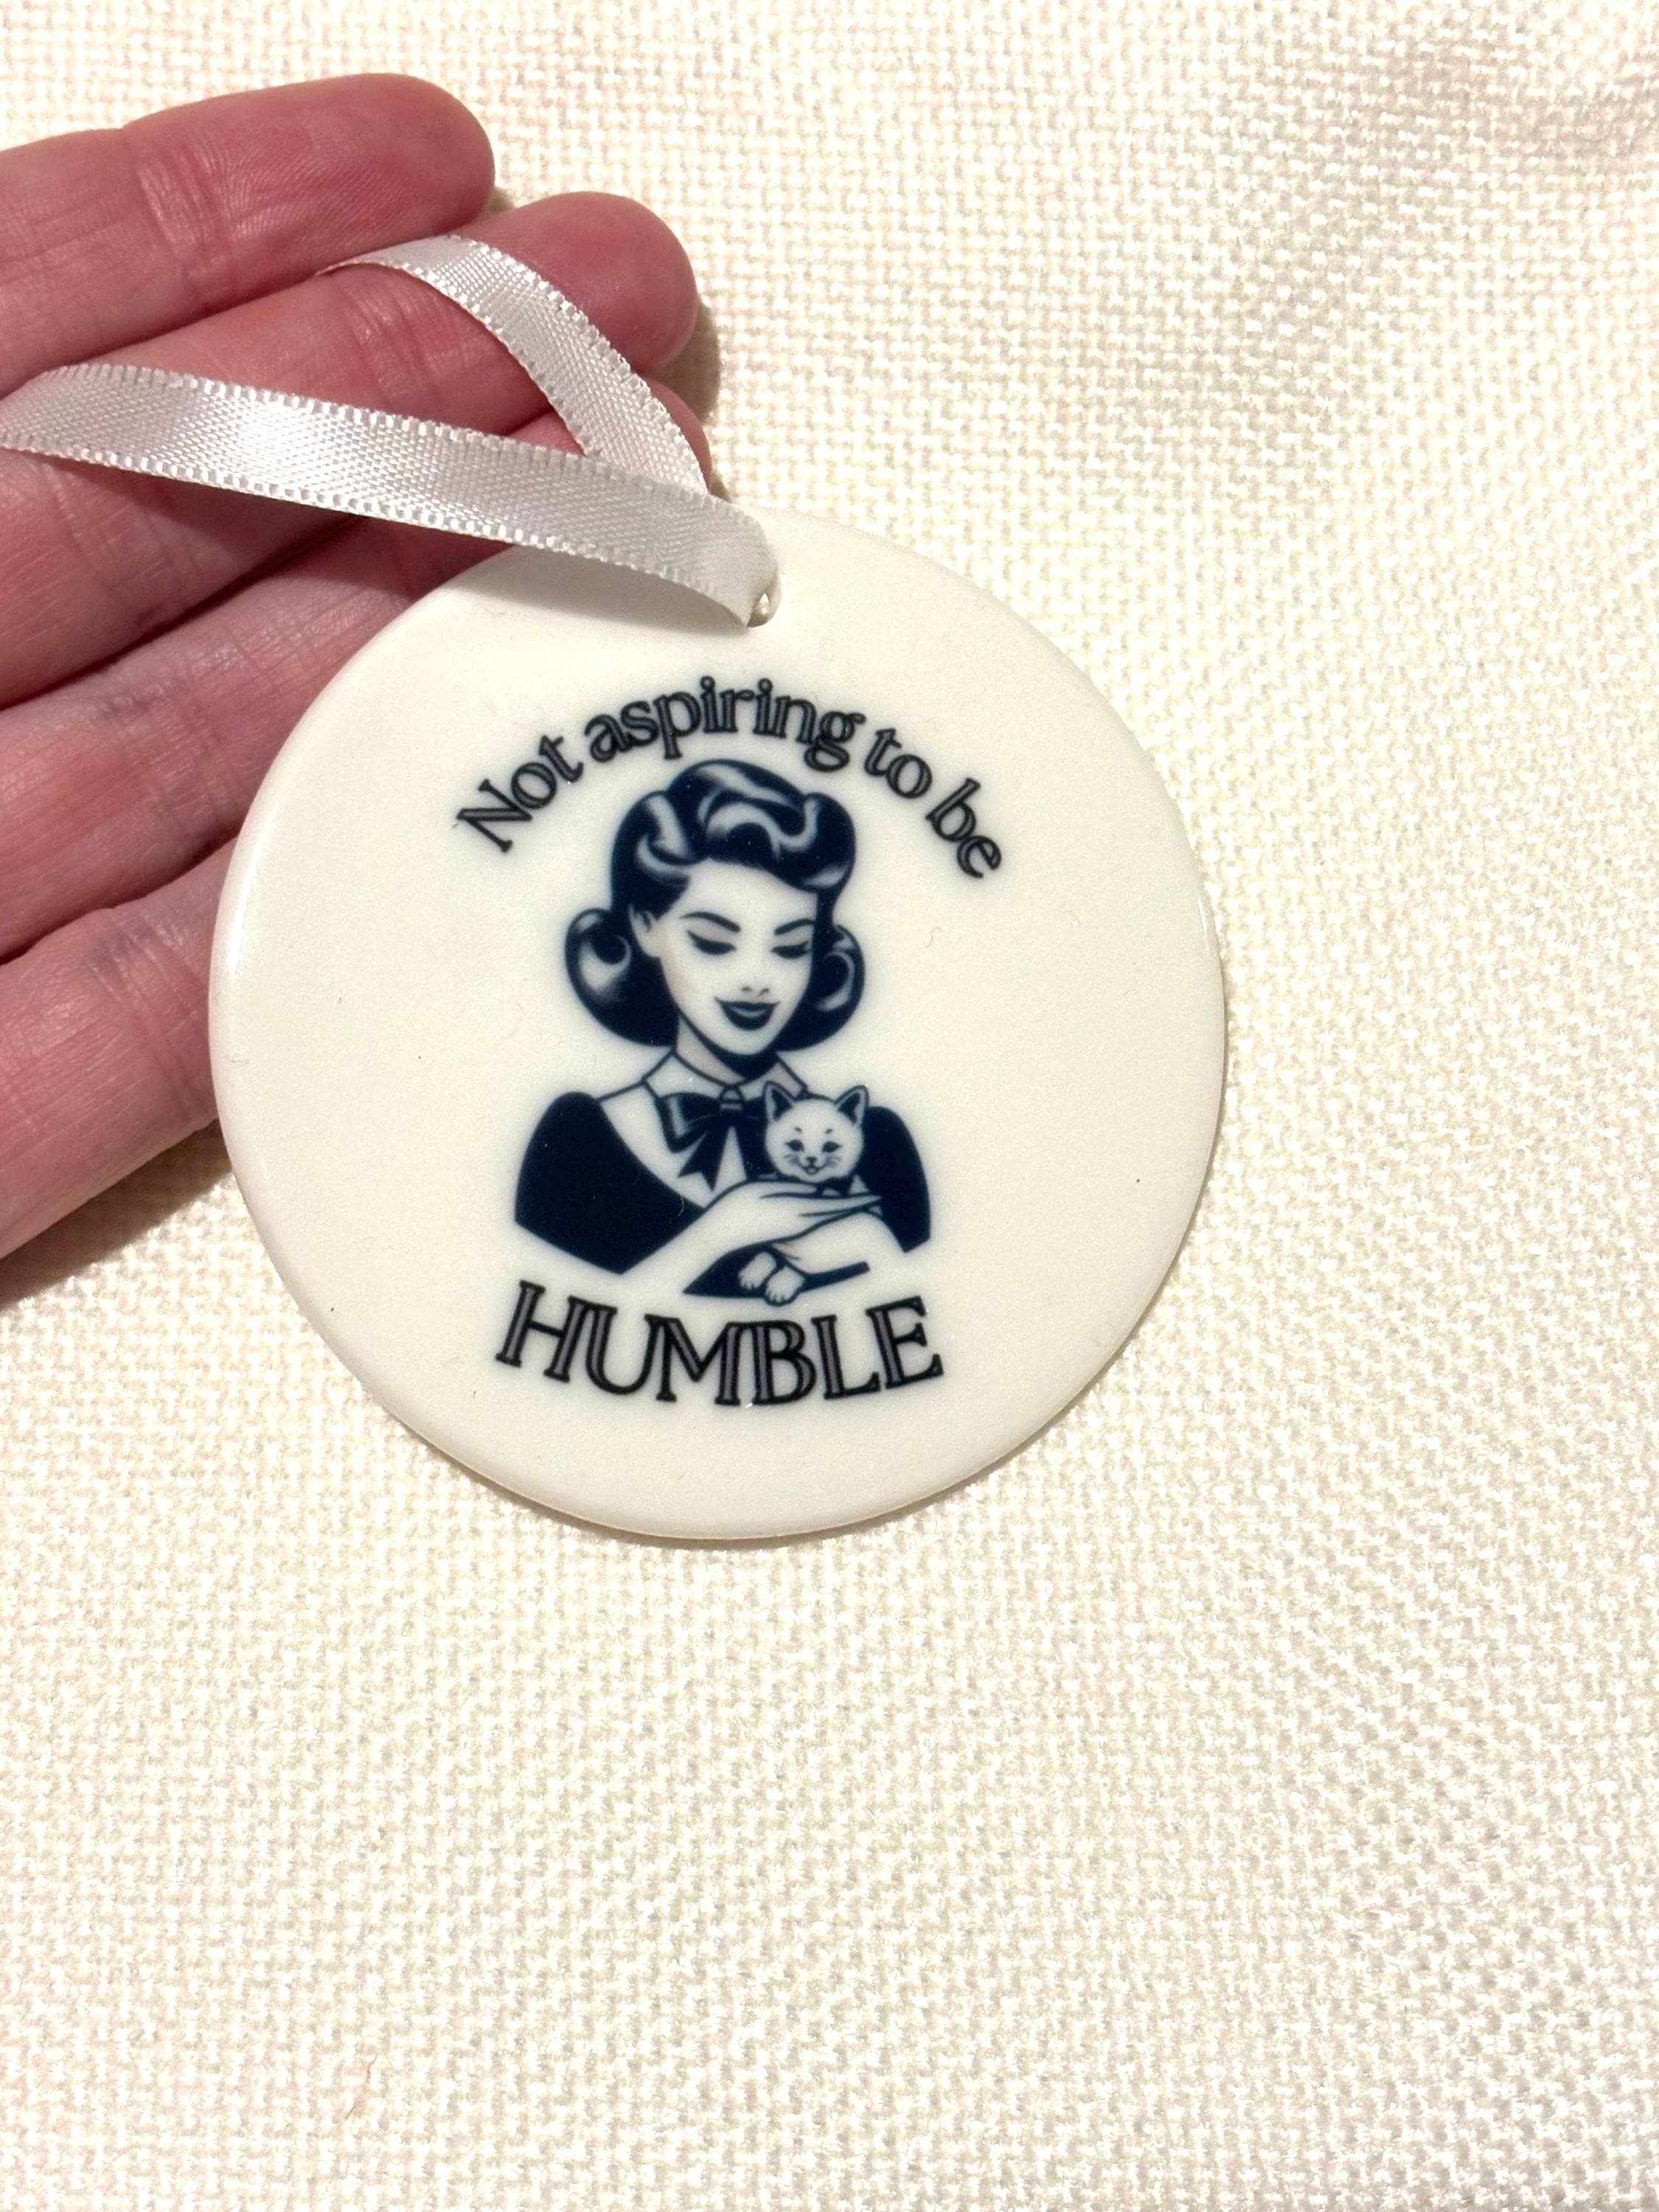 Not aspiring to be
HUMBLE